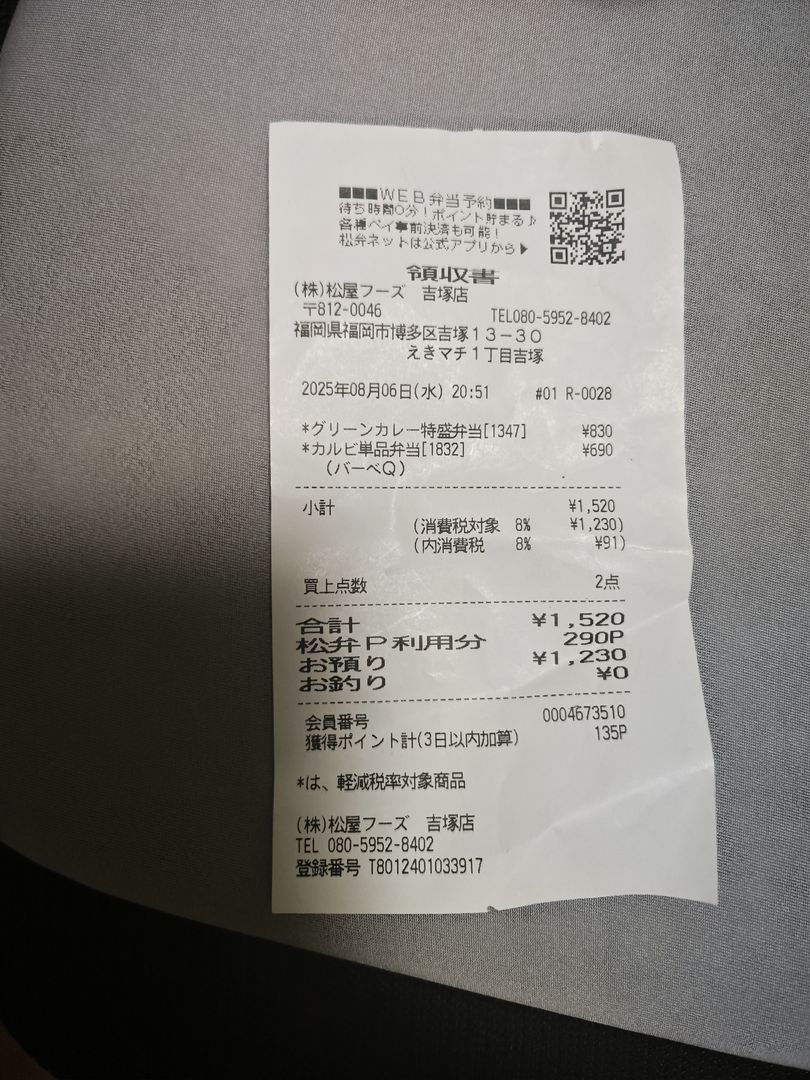 ■■■WEB弁当予約■■■
待ち時間0分！ポイント貯まる♪
各種ペイ事前決済も可能！
松弁ネットは公式アプリから▶
領収書
(株)松屋フーズ　吉塚店
〒812-0046　TEL080-5952-8402
福岡県福岡市博多区吉塚１３－３０
えきマチ１丁目吉塚
2025年08月06日(水) 20:51　#01 R-0028
*グリーンカレー特盛弁当[1347]　¥830
*カルビ単品弁当[1832]　¥690
（バーベQ）
小計　¥1,520
(消費税対象　8%　¥1,230)
(内消費税　8%　¥91)
買上点数　2点
合計　¥1,520
松弁P利用分　290P
お預り　¥1,230
お釣り　¥0
会員番号　0004673510
獲得ポイント計(3日以内加算)　135P
*は、軽減税率対象商品
(株)松屋フーズ　吉塚店
TEL 080-5952-8402
登録番号 T8012401033917